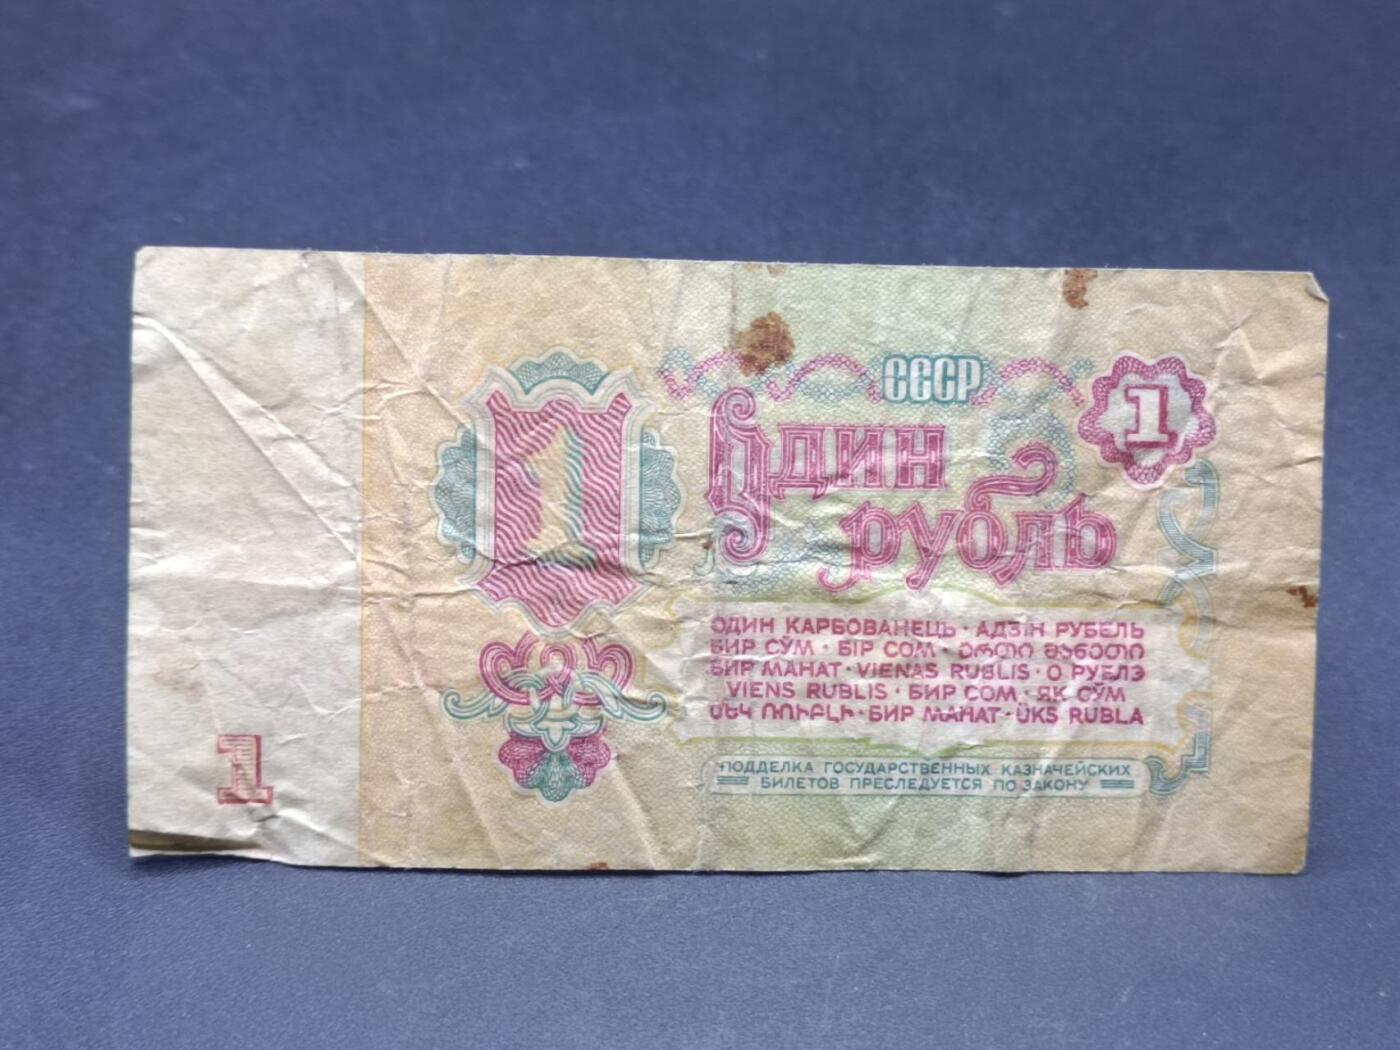 СССР
1
1
Один
рубль
ОДИН КАРБОВАНЕЦЬ · АДЗІН РУБЕЛЬ
БИР СЎМ · БІР СОМ · ᲔᲠᲗᲘ ᲛᲐᲜᲔᲗᲘ
БИР МАНАТ · VIENAS RUBLIS · О РУБЛЭ
VIENS RUBLIS · БИР СОМ · ЯК СЎМ
ՄԵԿ ՌՈՒԲԼԻ · БИР МАНАТ · ÜKS RUBLA
ПОДДЕЛКА ГОСУДАРСТВЕННЫХ КАЗНАЧЕЙСКИХ
БИЛЕТОВ ПРЕСЛЕДУЕТСЯ ПО ЗАКОНУ
1